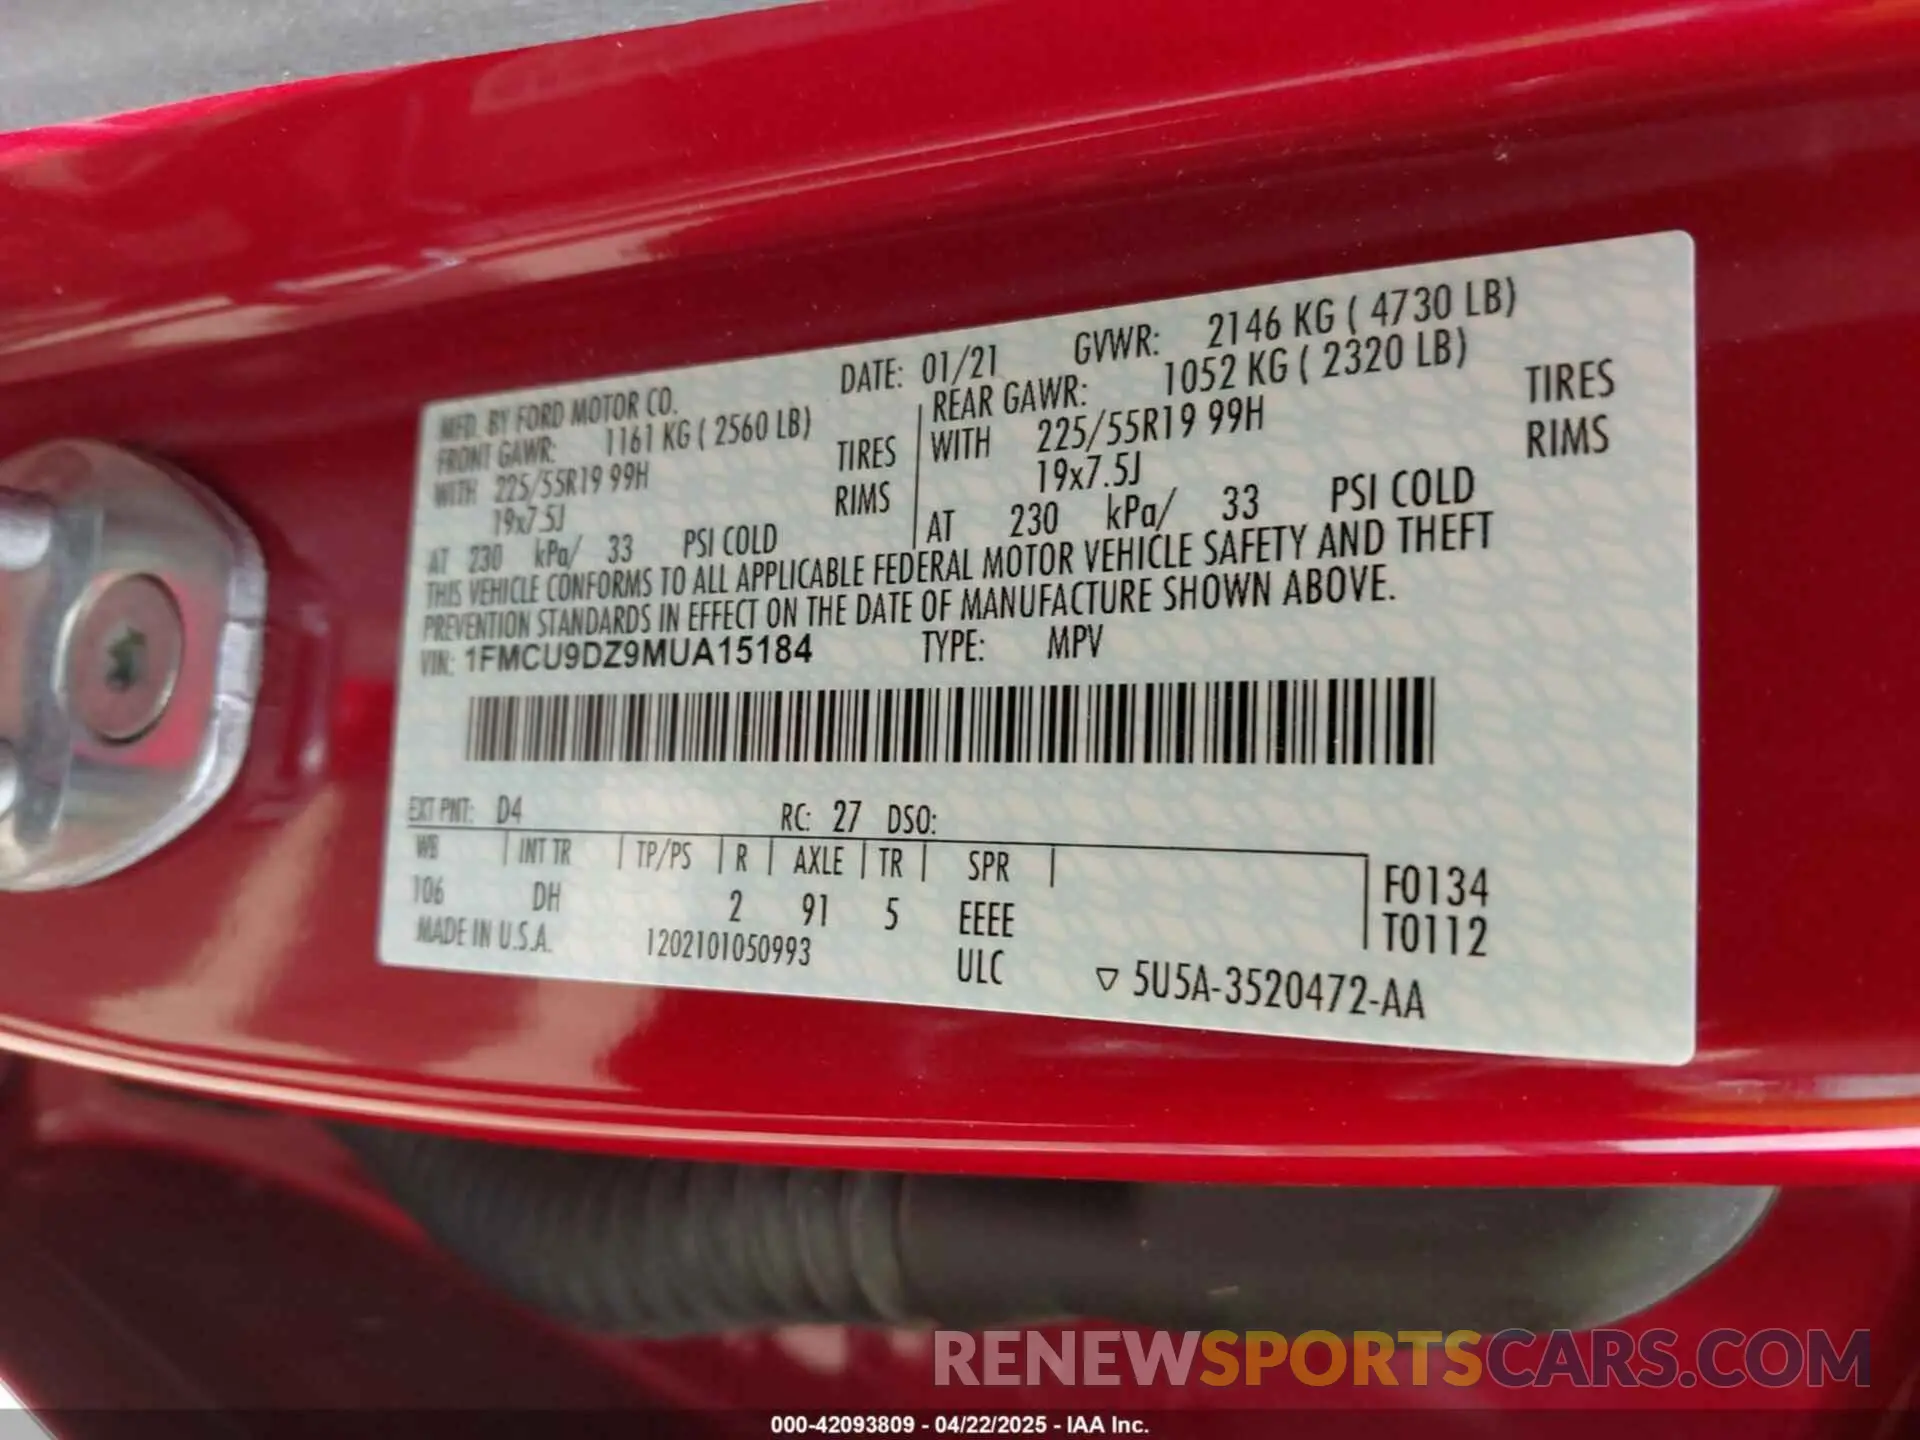 MFD. BY FORD MOTOR CO. DATE: 01/21 GVWR: 2146 KG ( 4730 LB)
FRONT GAWR: 1161 KG ( 2560 LB) REAR GAWR: 1052 KG ( 2320 LB)
WITH 225/55R19 99H TIRES WITH 225/55R19 99H TIRES
19x7.5J RIMS 19x7.5J RIMS
AT 230 kPa/ 33 PSI COLD AT 230 kPa/ 33 PSI COLD
THIS VEHICLE CONFORMS TO ALL APPLICABLE FEDERAL MOTOR VEHICLE SAFETY AND THEFT
PREVENTION STANDARDS IN EFFECT ON THE DATE OF MANUFACTURE SHOWN ABOVE.
VIN: 1FMCU9DZ9MUA15184 TYPE: MPV
EXT PNT: D4 RC: 27 DSO:
WB INT TR TP/PS R AXLE TR SPR
106 DH 2 91 5 EEEE F0134
T0112
MADE IN U.S.A. 1202101050993 ULC ▽ 5U5A-3520472-AA
RENEWSPORTSCARS.COM
000-42093809 - 04/22/2025 - IAA Inc.